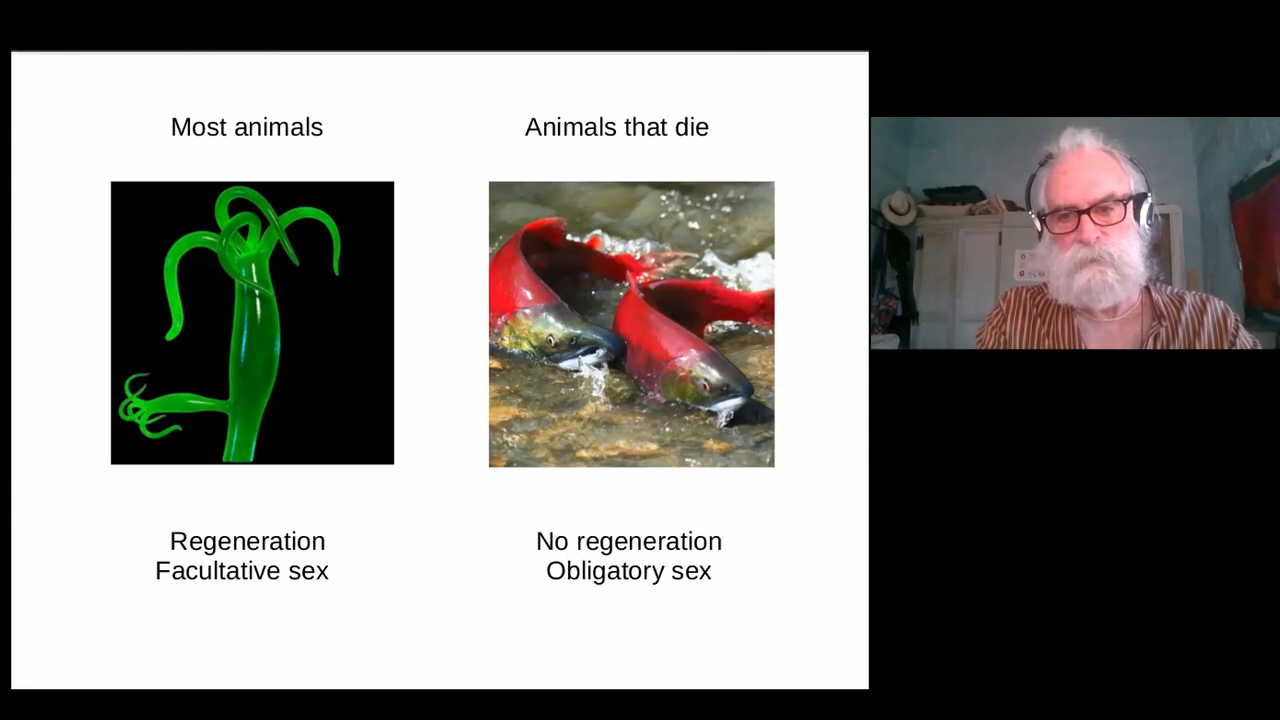 Most animals
Animals that die
Regeneration
Facultative sex
No regeneration
Obligatory sex